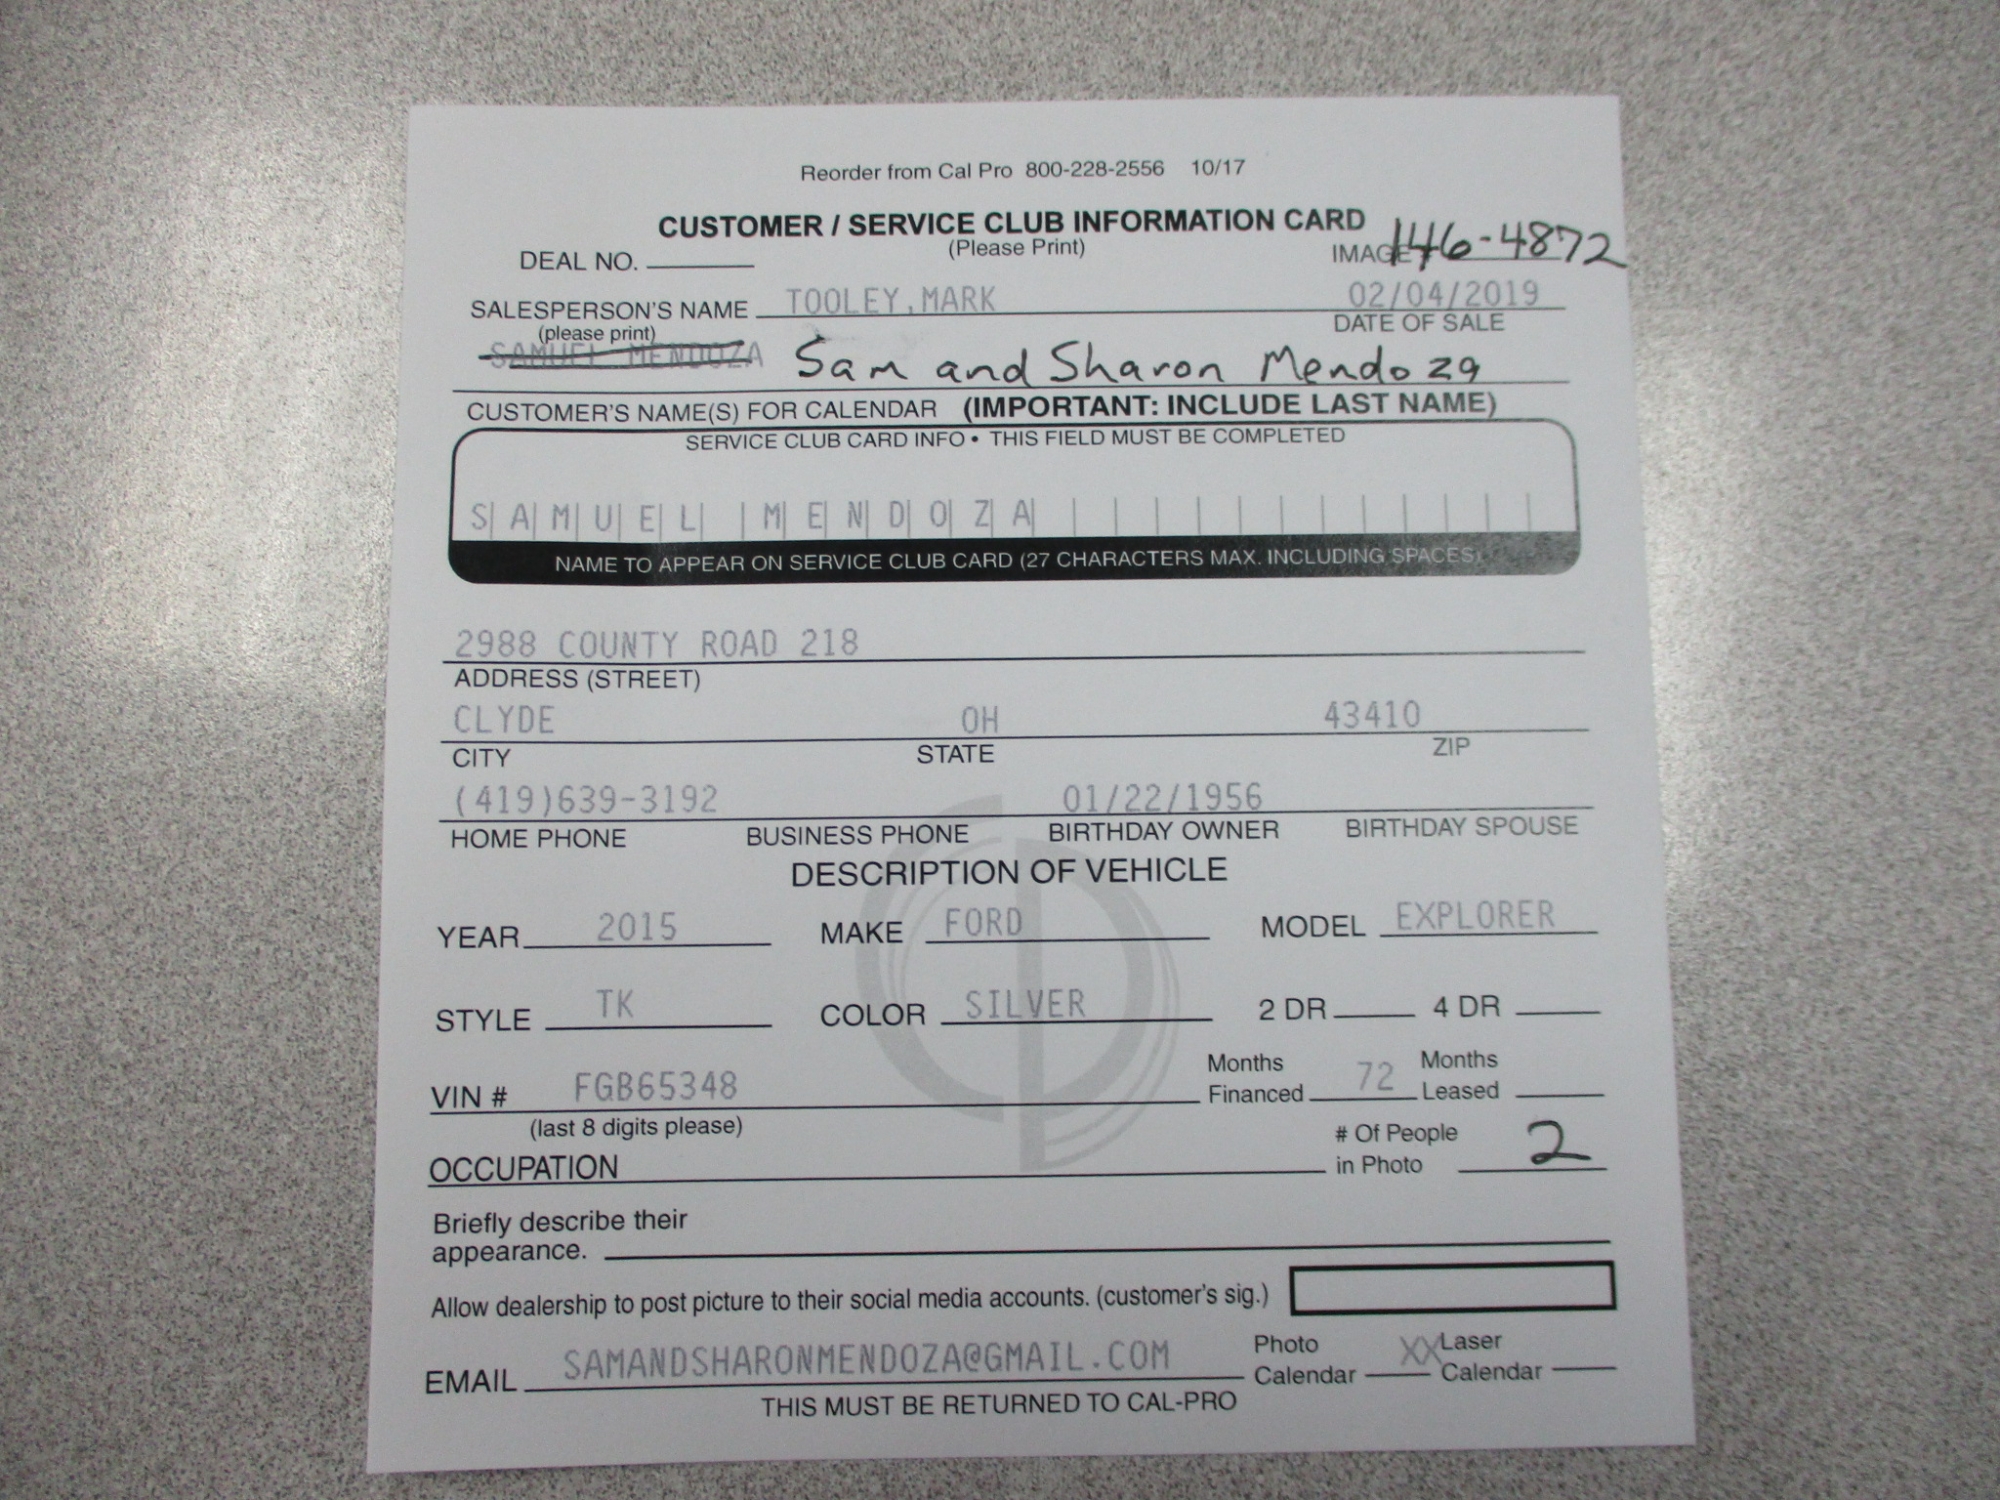 Reorder from Cal Pro 800-228-2556 10/17
CUSTOMER / SERVICE CLUB INFORMATION CARD
DEAL NO. (Please Print) IMAGE 146-4872
SALESPERSON'S NAME TOOLEY,MARK 02/04/2019
(please print) DATE OF SALE
SAMUEL MENDOZA Sam and Sharon Mendoza
CUSTOMER'S NAME(S) FOR CALENDAR (IMPORTANT: INCLUDE LAST NAME)
SERVICE CLUB CARD INFO • THIS FIELD MUST BE COMPLETED
SAMUEL MENDOZA
NAME TO APPEAR ON SERVICE CLUB CARD (27 CHARACTERS MAX. INCLUDING SPACES)
2988 COUNTY ROAD 218
ADDRESS (STREET)
CLYDE OH 43410
CITY STATE ZIP
(419)639-3192 01/22/1956
HOME PHONE BUSINESS PHONE BIRTHDAY OWNER BIRTHDAY SPOUSE
DESCRIPTION OF VEHICLE
YEAR 2015 MAKE FORD MODEL EXPLORER
STYLE TK COLOR SILVER 2 DR 4 DR
VIN # FGB65348 Months Financed 72 Months Leased
(last 8 digits please)
OCCUPATION # Of People in Photo 2
Briefly describe their
appearance.
Allow dealership to post picture to their social media accounts. (customer's sig.)
EMAIL SAMANDSHARONMENDOZA@GMAIL.COM Photo Calendar XX Laser Calendar
THIS MUST BE RETURNED TO CAL-PRO